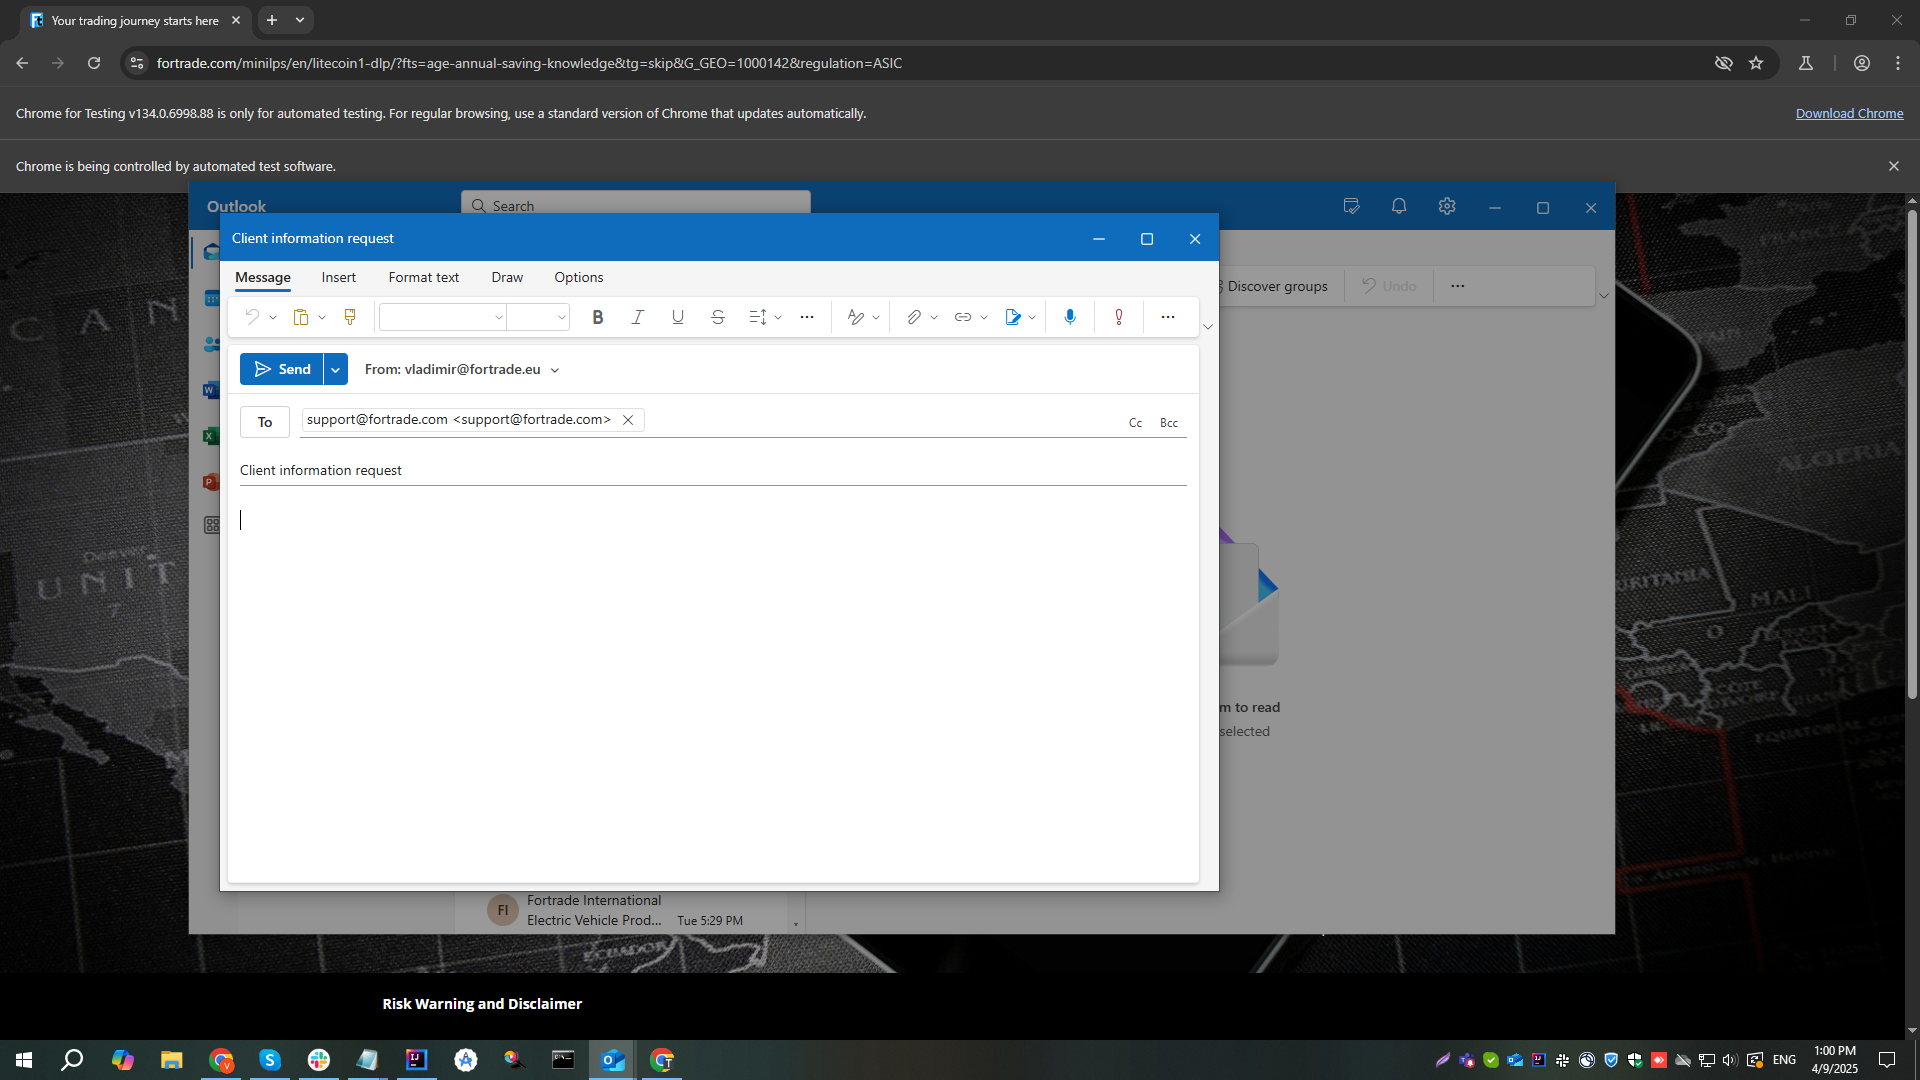 Your trading journey starts here
fortrade.com/minilps/en/litecoin1-dlp/?fts=age-annual-saving-knowledge&tg=skip&G_GEO=1000142&regulation=ASIC
Chrome for Testing v134.0.6998.88 is only for automated testing. For regular browsing, use a standard version of Chrome that updates automatically.
Download Chrome
Chrome is being controlled by automated test software.
Outlook
Search
Client information request
Message
Insert
Format text
Draw
Options
Discover groups
Undo
Send
From: vladimir@fortrade.eu
To
support@fortrade.com <support@fortrade.com>
Cc
Bcc
Client information request
m to read
selected
FI
Fortrade International
Electric Vehicle Prod...
Tue 5:29 PM
Risk Warning and Disclaimer
ENG
1:00 PM
4/9/2025
UNIT
Denver
ALGERIA
MALI
ECUADOR